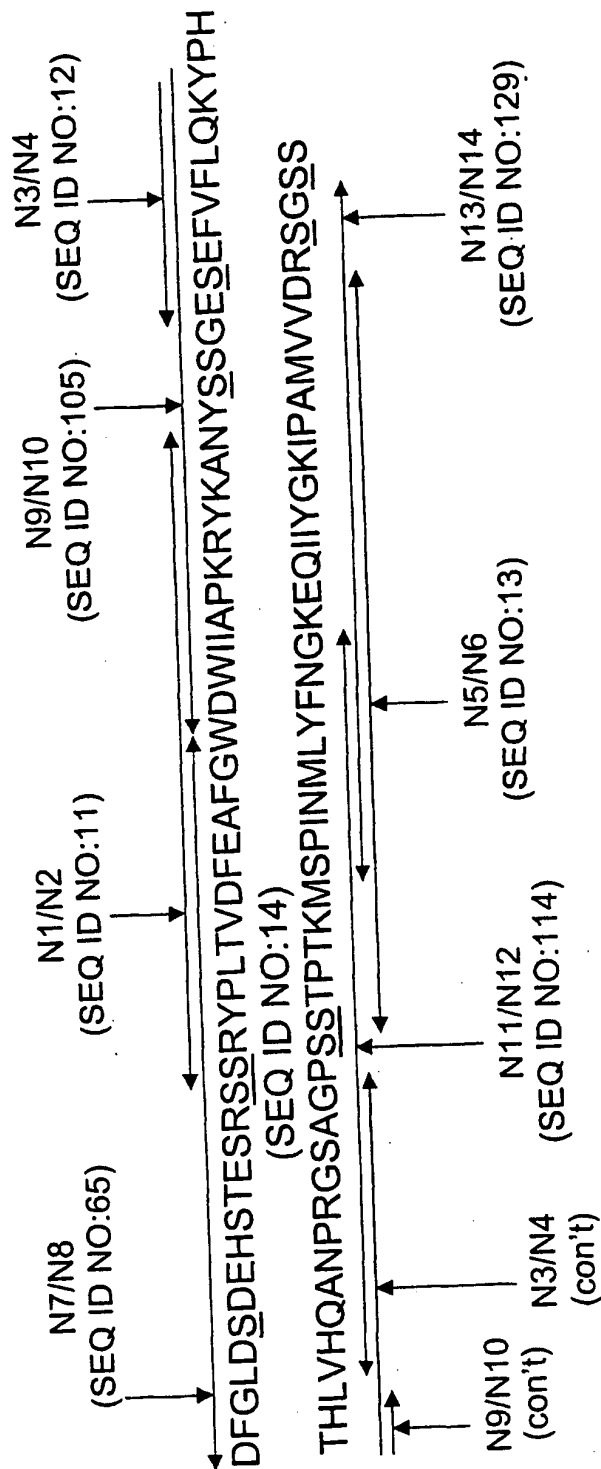 N7/N8
(SEQ ID NO:65)
N1/N2
(SEQ ID NO:11)
N9/N10
(SEQ ID NO:105)
N3/N4
(SEQ ID NO:12)
DFGLDSDEHSTESRSSRYPLTVDFEAFGWDWIIAPKRYKANYSSGESEFVFLQKYPH
(SEQ ID NO:14)
THLVHQANPRGSAGPSSTPTKMSPINMLYFNGKEQIIYGKIPAMVVDRSGSS
N9/N10
(con't)
N3/N4
(con't)
N11/N12
(SEQ ID NO:114)
N5/N6
(SEQ ID NO:13)
N13/N14
(SEQ ID NO:129)